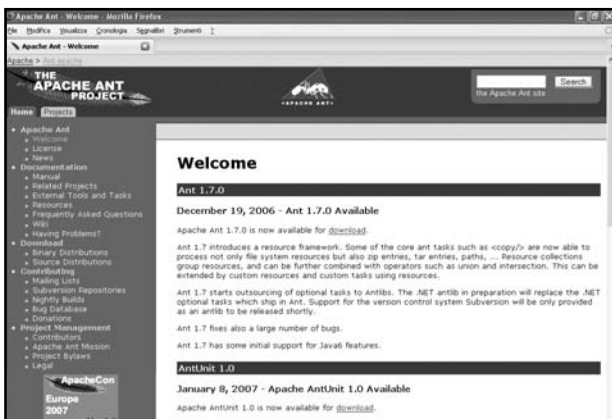 Apache Ant - Welcome - Mozilla Firefox
File Modifica Visualizza Cronologia Segnalibri Strumenti ?
Apache Ant - Welcome
Apache > Ant apache
THE
APACHE ANT
PROJECT
•APACHE ANT•
Search
the Apache Ant site
Home Projects
Apache Ant
Welcome
License
News
Documentation
Manual
Related Projects
External Tools and Tasks
Resources
Frequently Asked Questions
Wiki
Having Problems?
Download
Binary Distributions
Source Distributions
Contributing
Mailing Lists
Subversion Repositories
Nightly Builds
Bug Database
Donations
Project Management
Contributors
Apache Ant Mission
Project Bylaws
Legal
ApacheCon
Europe
2007
Welcome
Ant 1.7.0
December 19, 2006 - Ant 1.7.0 Available
Apache Ant 1.7.0 is now available for download.
Ant 1.7 introduces a resource framework. Some of the core ant tasks such as <copy/> are now able to
process not only file system resources but also zip entries, tar entries, paths, ... Resource collections
group resources, and can be further combined with operators such as union and intersection. This can be
extended by custom resources and custom tasks using resources.
Ant 1.7 starts outsourcing of optional tasks to Antlibs. The .NET antlib in preparation will replace the .NET
optional tasks which ship in Ant. Support for the version control system Subversion will be only provided
as an antlib to be released shortly.
Ant 1.7 fixes also a large number of bugs.
Ant 1.7 has some initial support for Java6 features.
AntUnit 1.0
January 8, 2007 - Apache AntUnit 1.0 Available
Apache AntUnit 1.0 is now available for download.